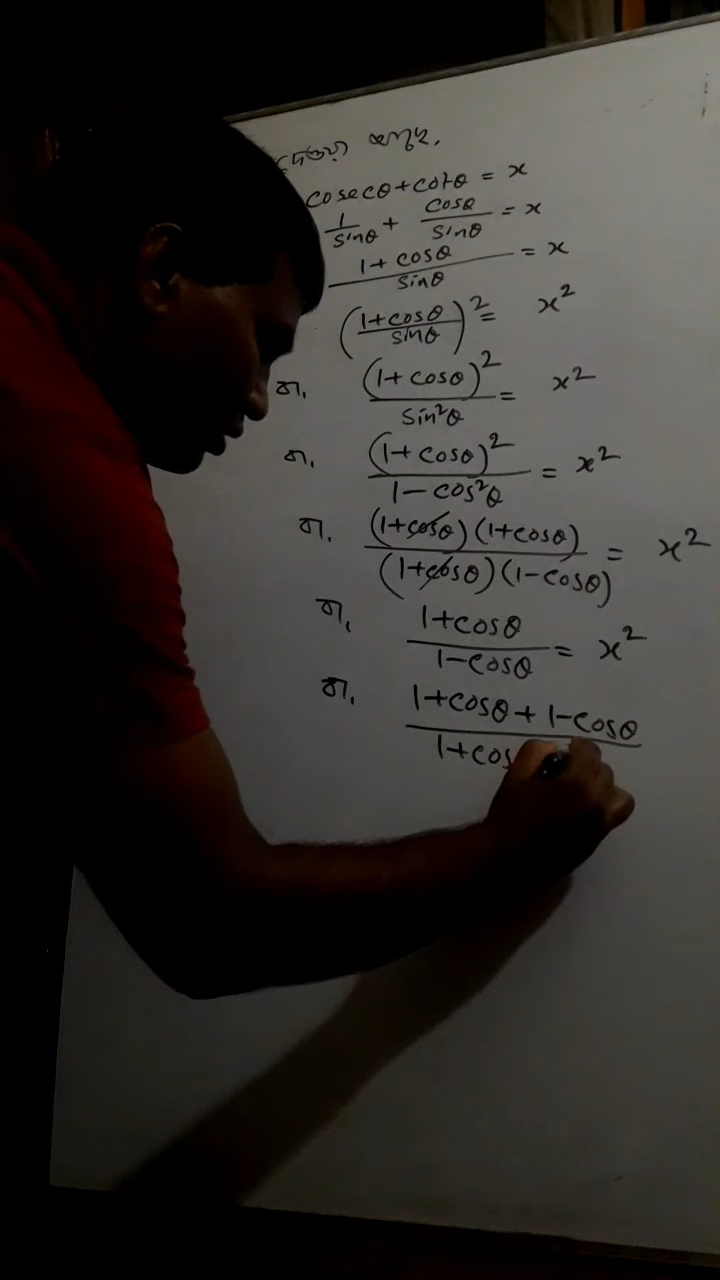 দেওয়া আছে,
cosecθ + cotθ = x
1/sinθ + cosθ/sinθ = x
(1 + cosθ)/sinθ = x
((1+cosθ)/sinθ)² = x²
বা, (1+cosθ)²/sin²θ = x²
বা, (1+cosθ)²/(1-cos²θ) = x²
বা, (1+cosθ)(1+cosθ)/(1+cosθ)(1-cosθ) = x²
বা, (1+cosθ)/(1-cosθ) = x²
বা, (1+cosθ+1-cosθ)/(1+cos